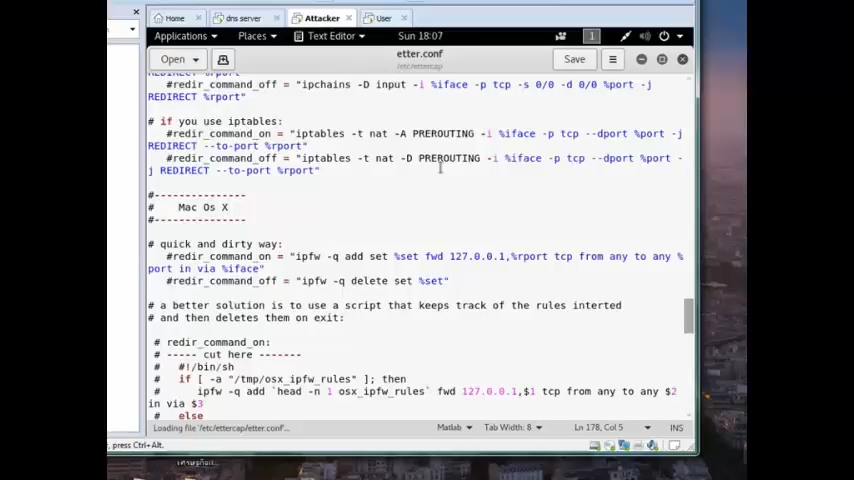 Home
dns server
Attacker
User
Applications
Places
Text Editor
Sun 18:07
1
Open
etter.conf
/etc/ettercap
Save
REDIRECT %rport"
#redir_command_off = "ipchains -D input -i %iface -p tcp -s 0/0 -d 0/0 %port -j
REDIRECT %rport"
# if you use iptables:
#redir_command_on = "iptables -t nat -A PREROUTING -i %iface -p tcp --dport %port -j
REDIRECT --to-port %rport"
#redir_command_off = "iptables -t nat -D PREROUTING -i %iface -p tcp --dport %port -
j REDIRECT --to-port %rport"
#---------------
#    Mac Os X
#---------------
# quick and dirty way:
#redir_command_on = "ipfw -q add set %set fwd 127.0.0.1,%rport tcp from any to any %
port in via %iface"
#redir_command_off = "ipfw -q delete set %set"
# a better solution is to use a script that keeps track of the rules interted
# and then deletes them on exit:
# redir_command_on:
# ----- cut here -------
#   #!/bin/sh
#   if [ -a "/tmp/osx_ipfw_rules" ]; then
#      ipfw -q add `head -n 1 osx_ipfw_rules` fwd 127.0.0.1,$1 tcp from any to any $2
in via $3
#   else
Loading file '/etc/ettercap/etter.conf'...
Matlab
Tab Width: 8
Ln 178, Col 5
INS
, press Ctrl+Alt.